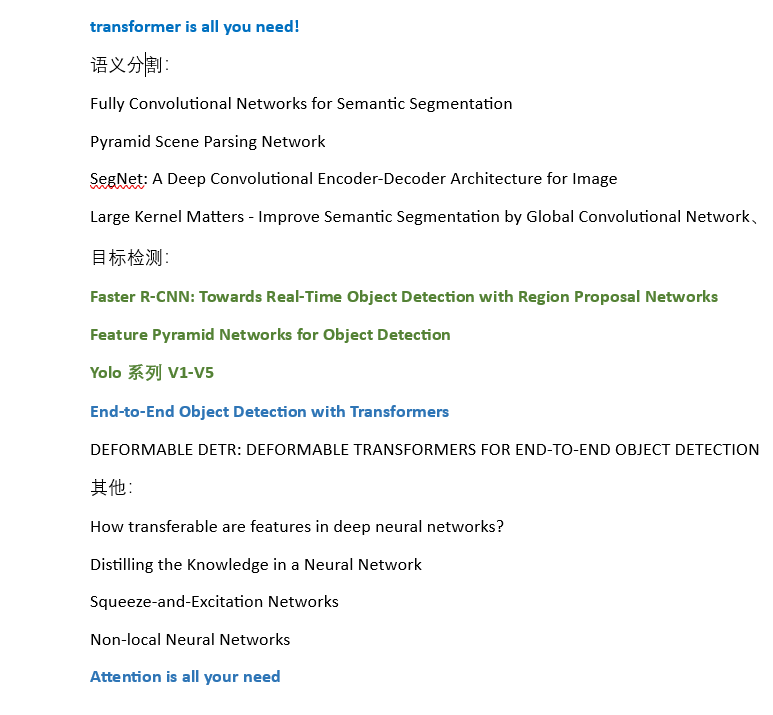 transformer is all you need!
语义分割：
Fully Convolutional Networks for Semantic Segmentation
Pyramid Scene Parsing Network
SegNet: A Deep Convolutional Encoder-Decoder Architecture for Image
Large Kernel Matters - Improve Semantic Segmentation by Global Convolutional Network、
目标检测：
Faster R-CNN: Towards Real-Time Object Detection with Region Proposal Networks
Feature Pyramid Networks for Object Detection
Yolo 系列 V1-V5
End-to-End Object Detection with Transformers
DEFORMABLE DETR: DEFORMABLE TRANSFORMERS FOR END-TO-END OBJECT DETECTION
其他：
How transferable are features in deep neural networks?
Distilling the Knowledge in a Neural Network
Squeeze-and-Excitation Networks
Non-local Neural Networks
Attention is all your need